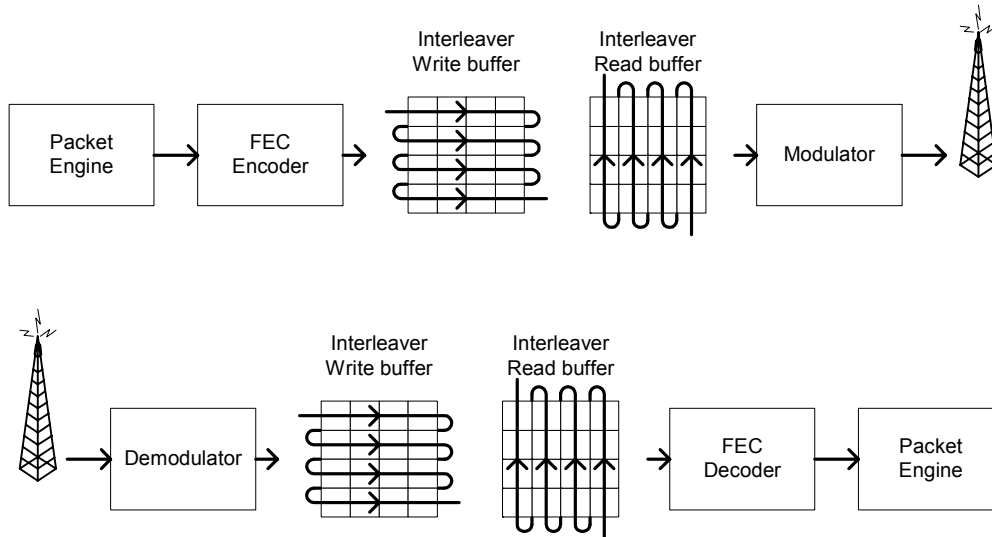 Interleaver
Write buffer
Interleaver
Read buffer
Packet
Engine
FEC
Encoder
Modulator
Interleaver
Write buffer
Interleaver
Read buffer
Demodulator
FEC
Decoder
Packet
Engine